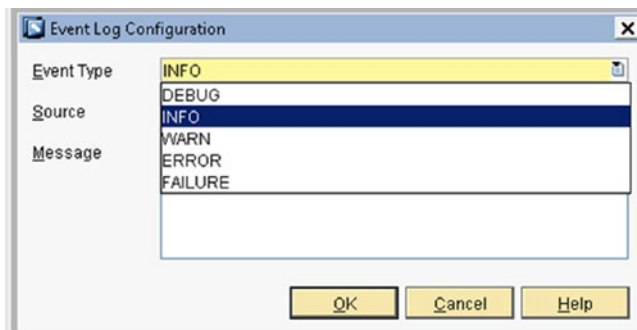 Event Log Configuration
Event Type
INFO
DEBUG
INFO
WARN
ERROR
FAILURE
Source
Message
OK
Cancel
Help